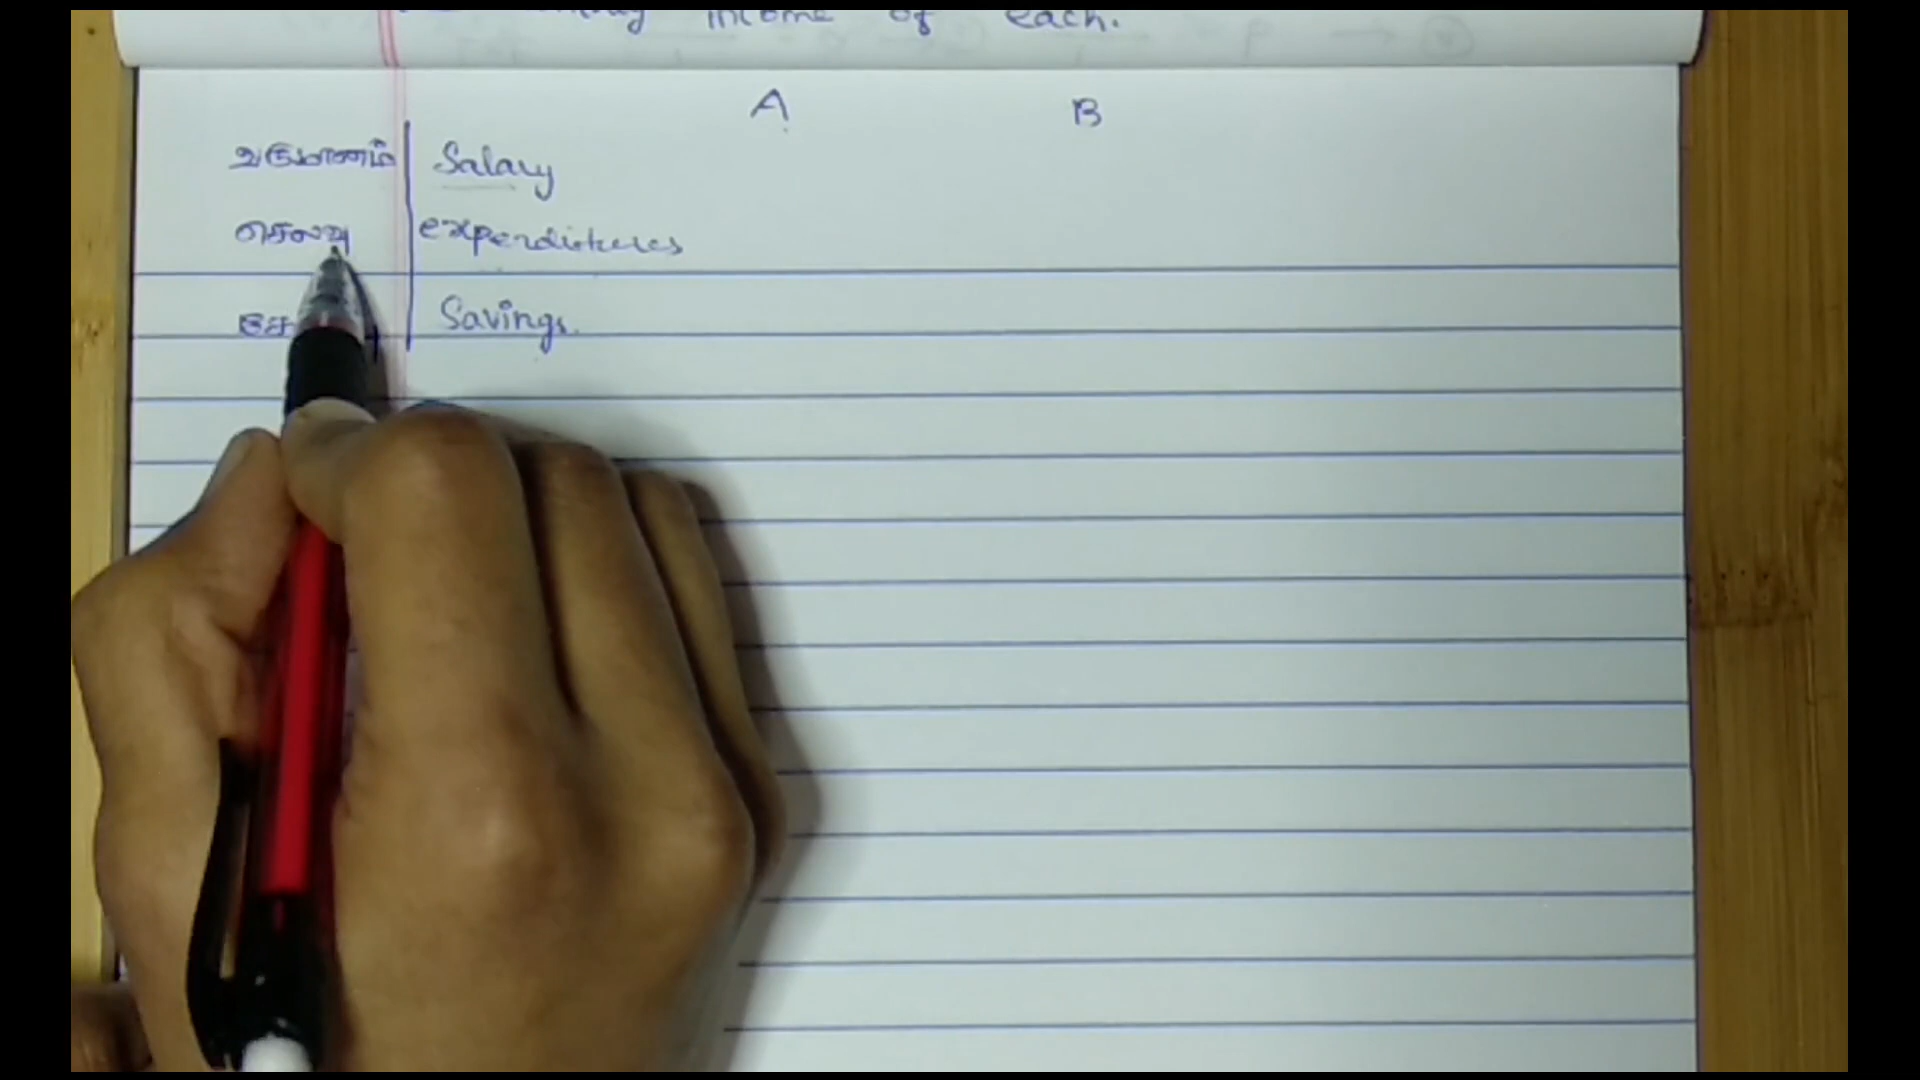 income of each.
A B
வருமானம் Salary
செலவு expenditures
சே Savings.